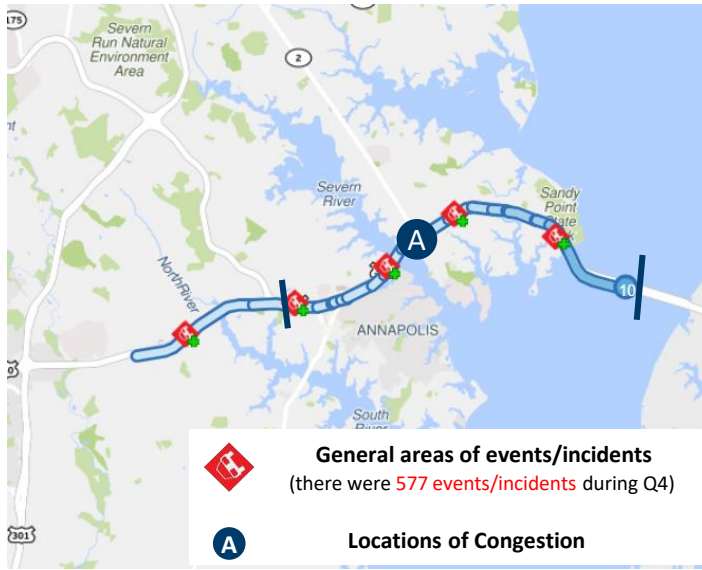 175
Severn
Run Natural
Environment
Area
2
Severn
River
Sandy
Point
State
A
NorthRiver
10
ANNAPOLIS
South
River
301
General areas of events/incidents
(there were 577 events/incidents during Q4)
A
Locations of Congestion